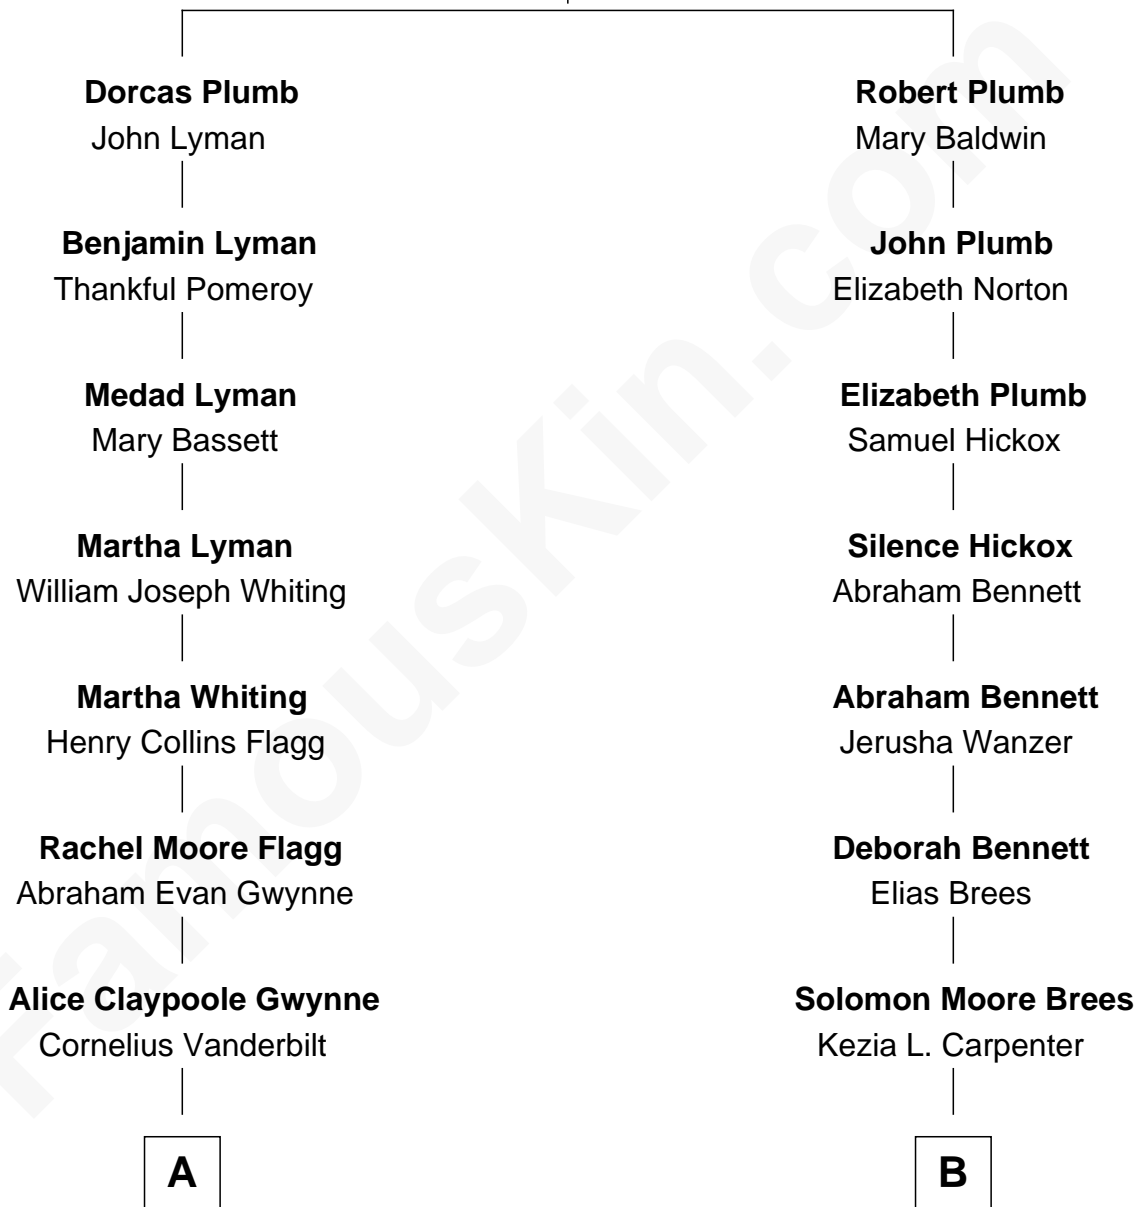 Dorcas Plumb
John Lyman
Robert Plumb
Mary Baldwin
Benjamin Lyman
Thankful Pomeroy
John Plumb
Elizabeth Norton
Medad Lyman
Mary Bassett
Elizabeth Plumb
Samuel Hickox
Martha Lyman
William Joseph Whiting
Silence Hickox
Abraham Bennett
Martha Whiting
Henry Collins Flagg
Abraham Bennett
Jerusha Wanzer
Rachel Moore Flagg
Abraham Evan Gwynne
Deborah Bennett
Elias Brees
Alice Claypoole Gwynne
Cornelius Vanderbilt
Solomon Moore Brees
Kezia L. Carpenter
A
B
FamousKin.com